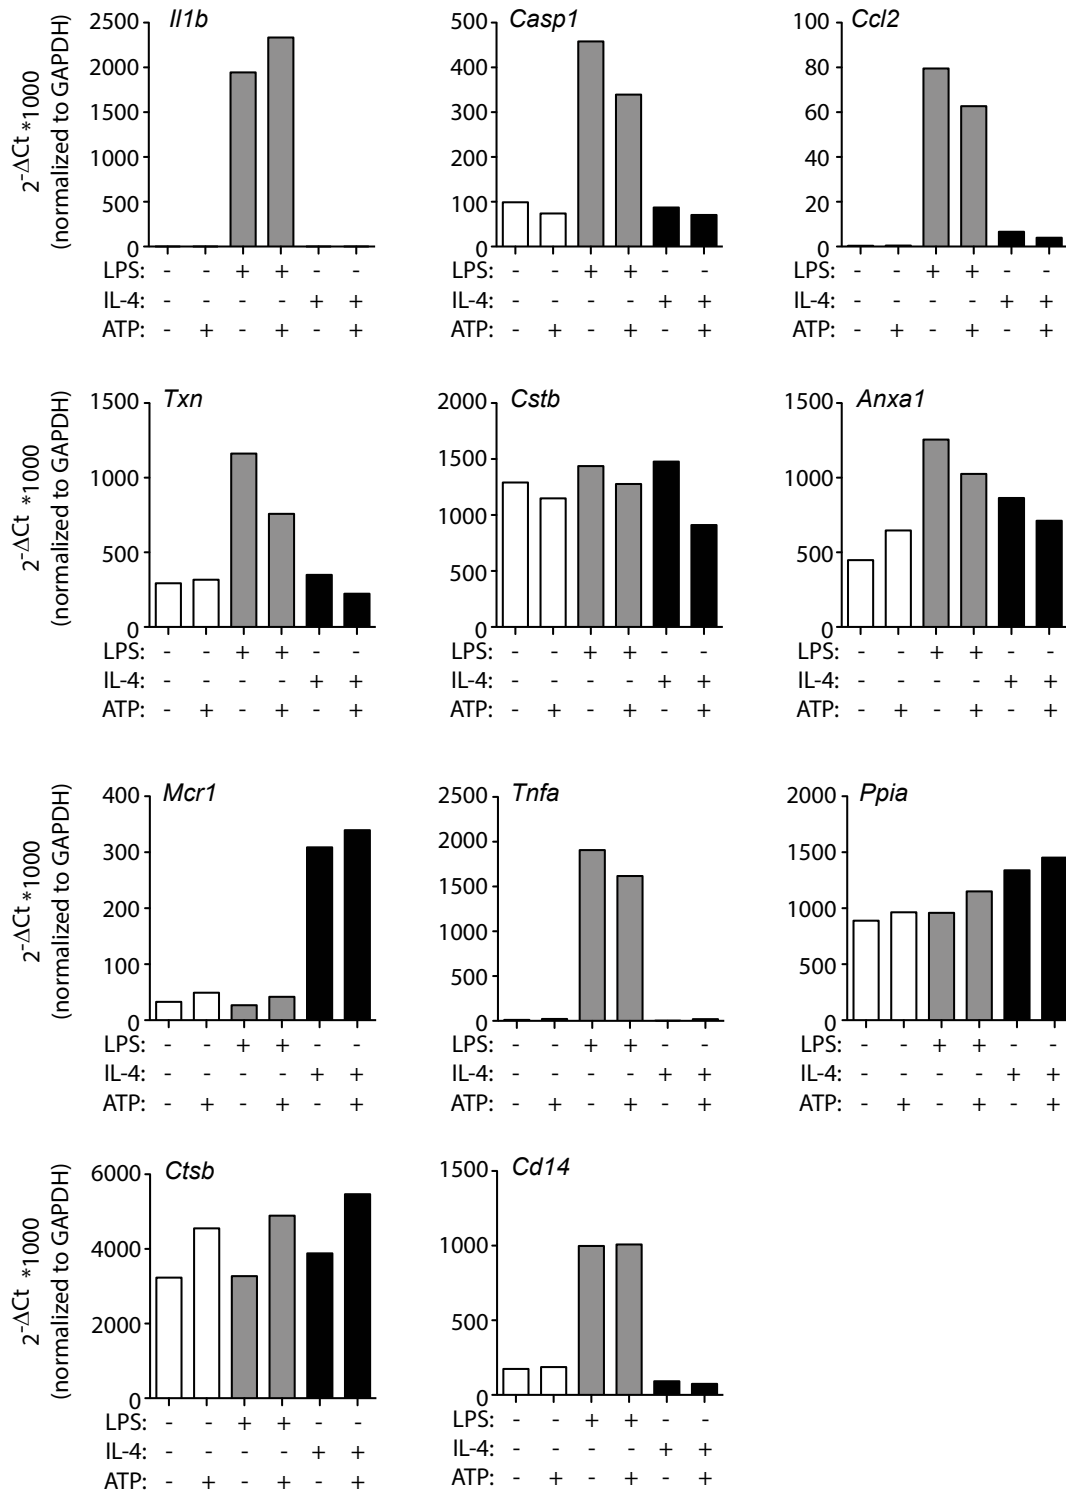 Il1b
Casp1
Ccl2
2^-ΔCt *1000
(normalized to GAPDH)
2500
2000
1500
1000
500
0
500
400
300
200
100
0
100
80
60
40
20
0
LPS: - - + + - -
IL-4: - - - - + +
ATP: - + - + - +
LPS: - - + + - -
IL-4: - - - - + +
ATP: - + - + - +
LPS: - - + + - -
IL-4: - - - - + +
ATP: - + - + - +
Txn
Cstb
Anxa1
2^-ΔCt *1000
(normalized to GAPDH)
1500
1000
500
0
2000
1500
1000
500
0
1500
1000
500
0
LPS: - - + + - -
IL-4: - - - - + +
ATP: - + - + - +
LPS: - - + + - -
IL-4: - - - - + +
ATP: - + - + - +
LPS: - - + + - -
IL-4: - - - - + +
ATP: - + - + - +
Mcr1
Tnfa
Ppia
2^-ΔCt *1000
(normalized to GAPDH)
400
300
200
100
0
2500
2000
1500
1000
500
0
2000
1500
1000
500
0
LPS: - - + + - -
IL-4: - - - - + +
ATP: - + - + - +
LPS: - - + + - -
IL-4: - - - - + +
ATP: - + - + - +
LPS: - - + + - -
IL-4: - - - - + +
ATP: - + - + - +
Ctsb
Cd14
2^-ΔCt *1000
(normalized to GAPDH)
6000
4000
2000
0
1500
1000
500
0
LPS: - - + + - -
IL-4: - - - - + +
ATP: - + - + - +
LPS: - - + + - -
IL-4: - - - - + +
ATP: - + - + - +